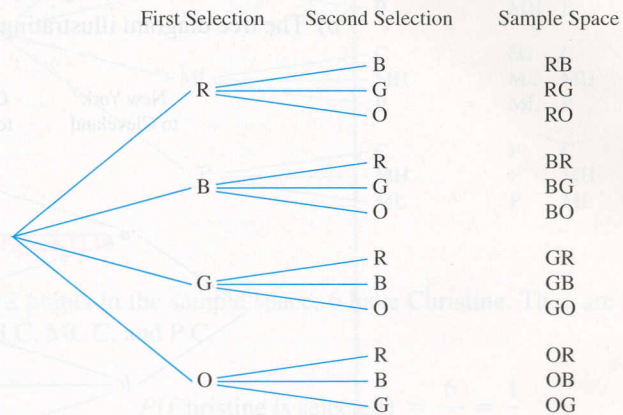 First Selection Second Selection Sample Space
B RB
R G RG
O RO
R BR
B G BG
O BO
R GR
G B GB
O GO
R OR
O B OB
G OG